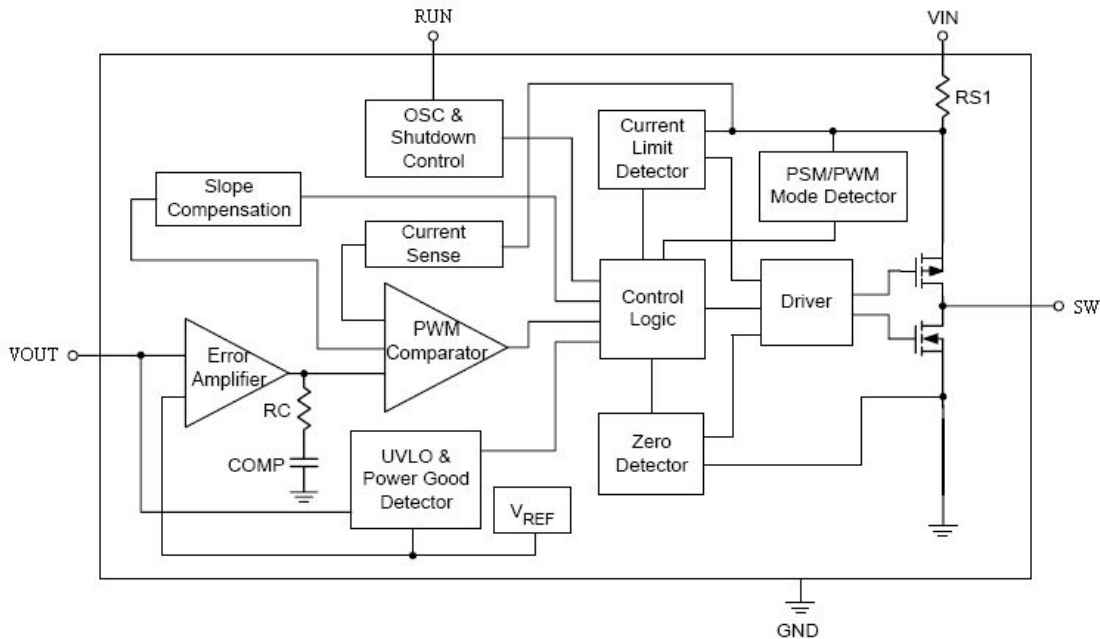 RUN
VIN
RS1
OSC &
Shutdown
Control
Current
Limit
Detector
PSM/PWM
Mode Detector
Slope
Compensation
Current
Sense
Control
Logic
Driver
SW
PWM
Comparator
VOUT
Error
Amplifier
RC
COMP
UVLO &
Power Good
Detector
Zero
Detector
VREF
GND